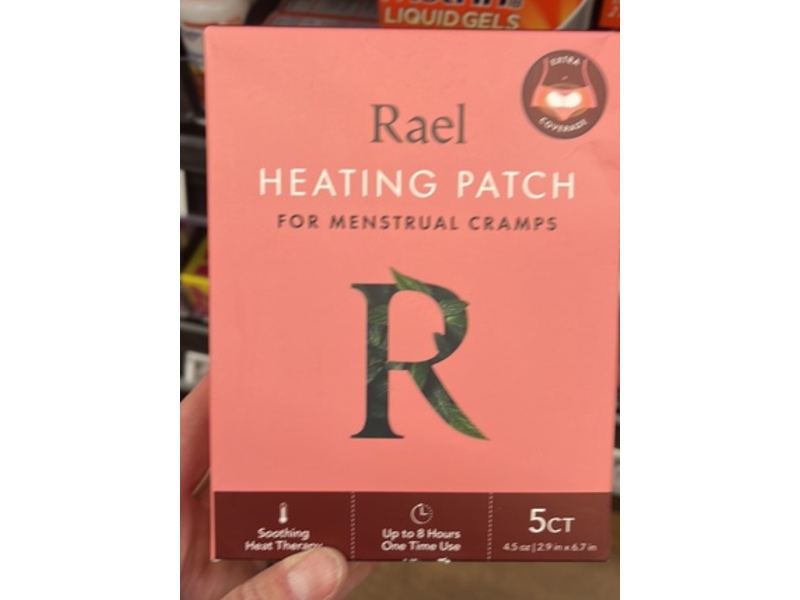 LIQUID GELS
EXTRA
COVERAGE
Rael
HEATING PATCH
FOR MENSTRUAL CRAMPS
R
Soothing
Heat Therapy
Up to 8 Hours
One Time Use
5CT
4.5 oz | 2.9 in x 6.7 in